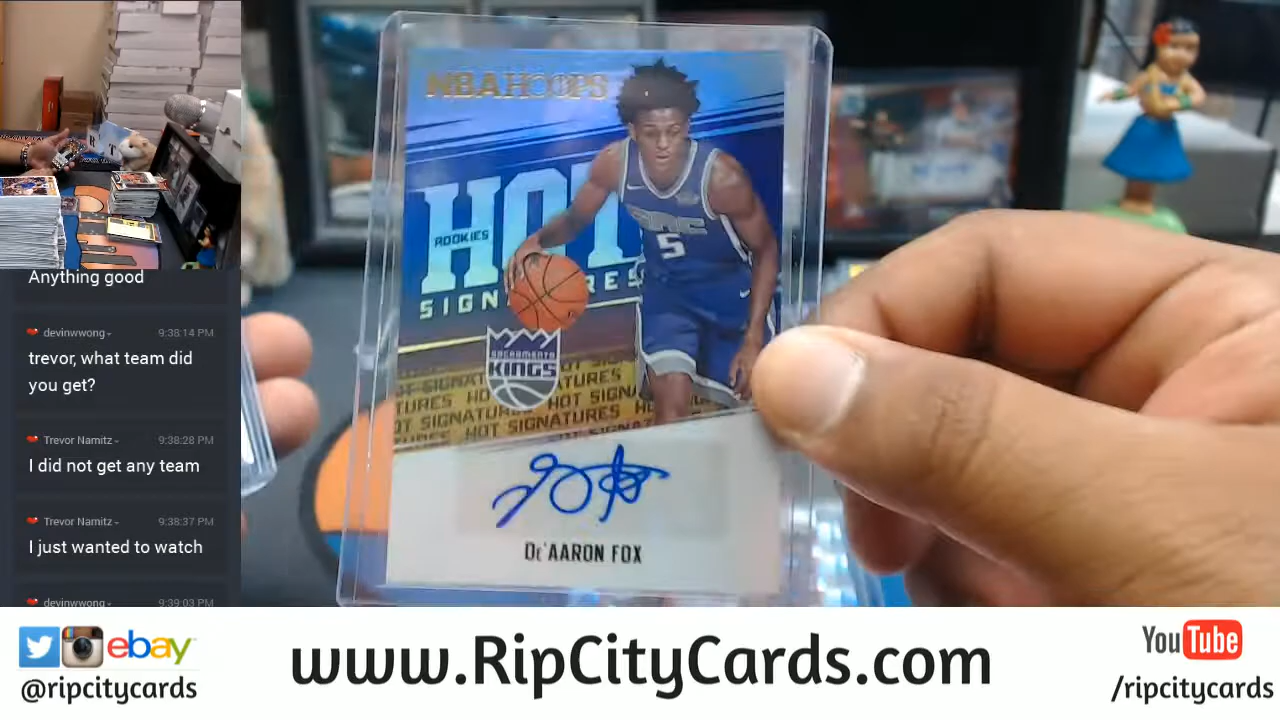 Anything good
devinwwong
9:38:14 PM
trevor, what team did
you get?
Trevor Namitz
9:38:28 PM
I did not get any team
Trevor Namitz
9:38:37 PM
I just wanted to watch
devinwwong
9:39:03 PM
NBA HOOPS
HOT
ROOKIES
SIGNATURES
SAC
5
SACRAMENTO
KINGS
HOT SIGNATURES
De'AARON FOX
ebay
@ripcitycards
www.RipCityCards.com
YouTube
/ripcitycards